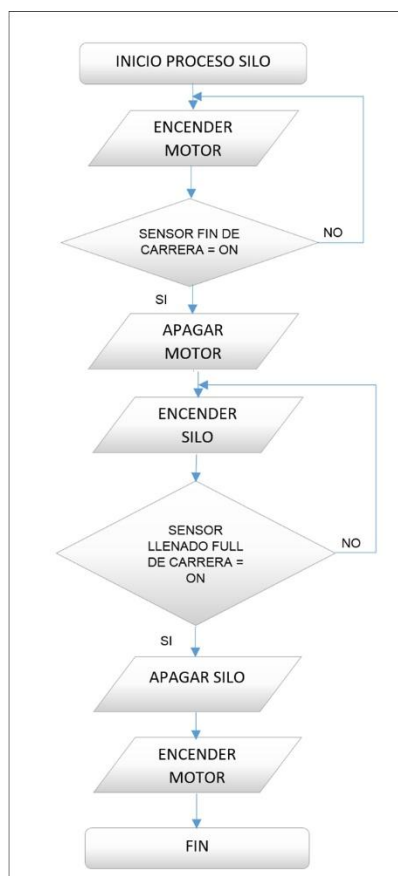 INICIO PROCESO SILO
ENCENDER
MOTOR
SENSOR FIN DE
CARRERA = ON
NO
SI
APAGAR
MOTOR
ENCENDER
SILO
SENSOR
LLENADO FULL
DE CARRERA =
ON
NO
SI
APAGAR SILO
ENCENDER
MOTOR
FIN